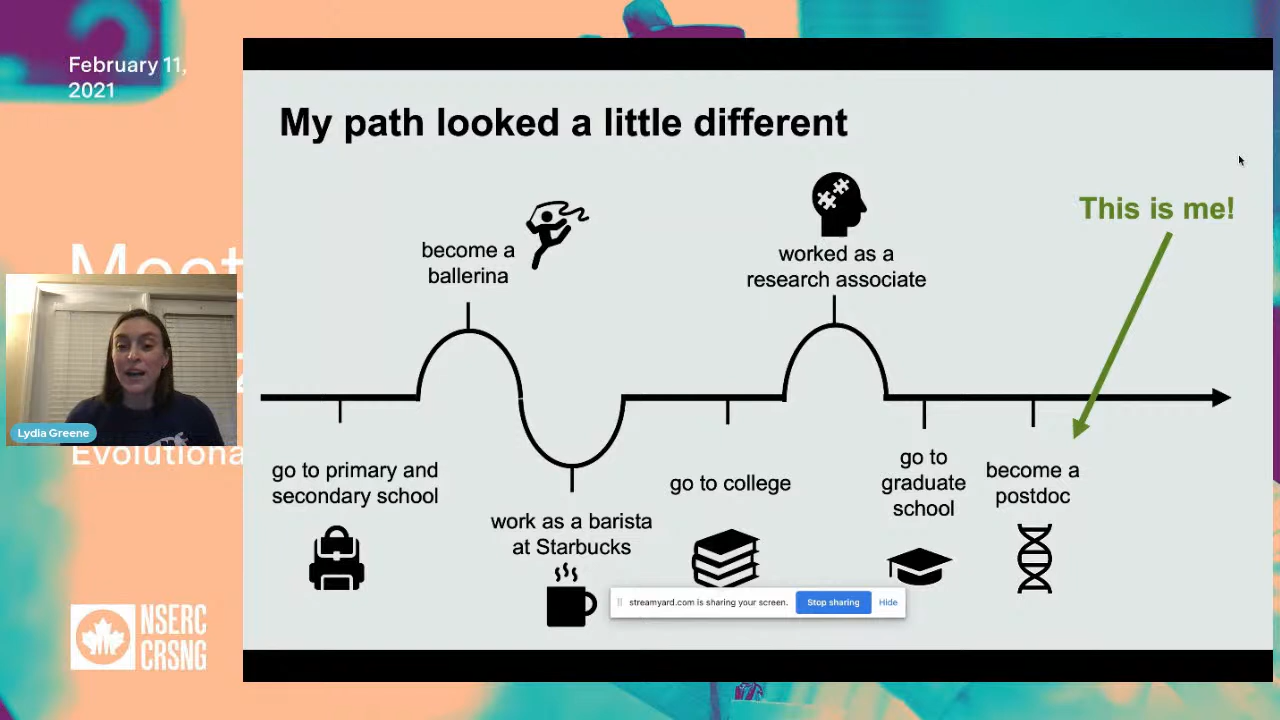 February 11,
2021
Meet
Evolutiona
Lydia Greene
NSERC
CRSNG
My path looked a little different
This is me!
become a
ballerina
worked as a
research associate
go to primary and
secondary school
work as a barista
at Starbucks
go to college
go to
graduate
school
become a
postdoc
streamyard.com is sharing your screen.
Stop sharing
Hide